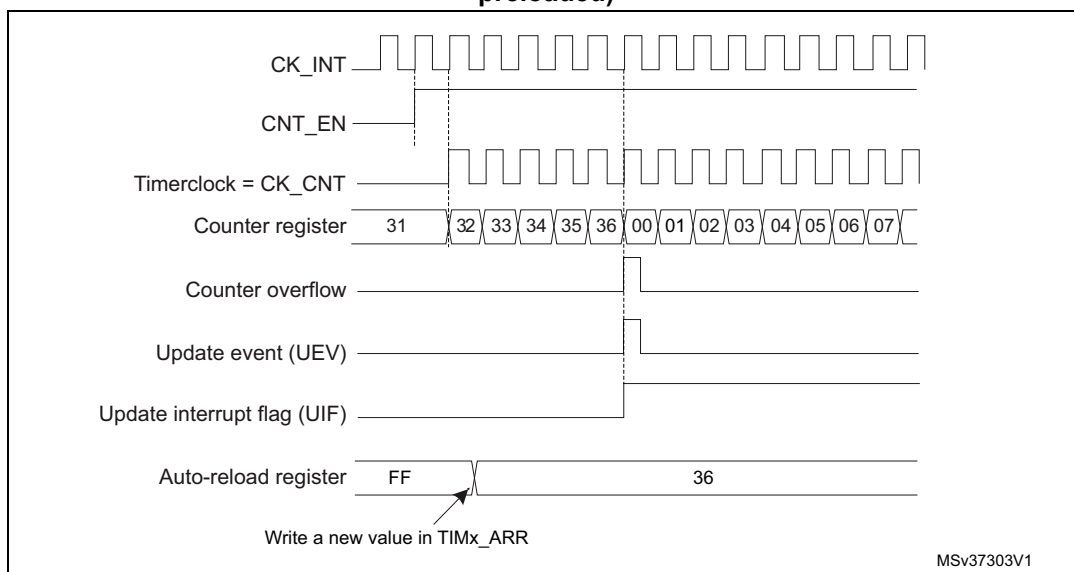 preloaded)
CK_INT
CNT_EN
Timerclock = CK_CNT
Counter register 31 32 33 34 35 36 00 01 02 03 04 05 06 07
Counter overflow
Update event (UEV)
Update interrupt flag (UIF)
Auto-reload register FF 36
Write a new value in TIMx_ARR
MSv37303V1